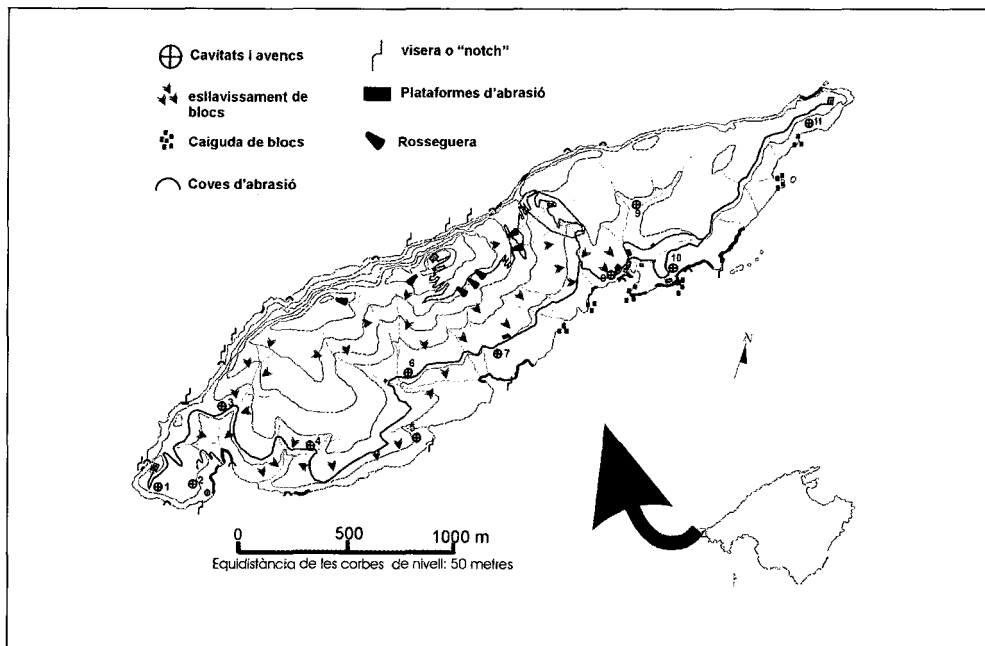 Cavitats i avencs
esllavissament de
blocs
Caiguda de blocs
Coves d'abrasió
visera o "notch"
Plataformes d'abrasió
Rosseguera
11
9
10
8
7
6
5
3
4
1
2
N
0 500 1000 m
Equidistància de les corbes de nivell: 50 metres